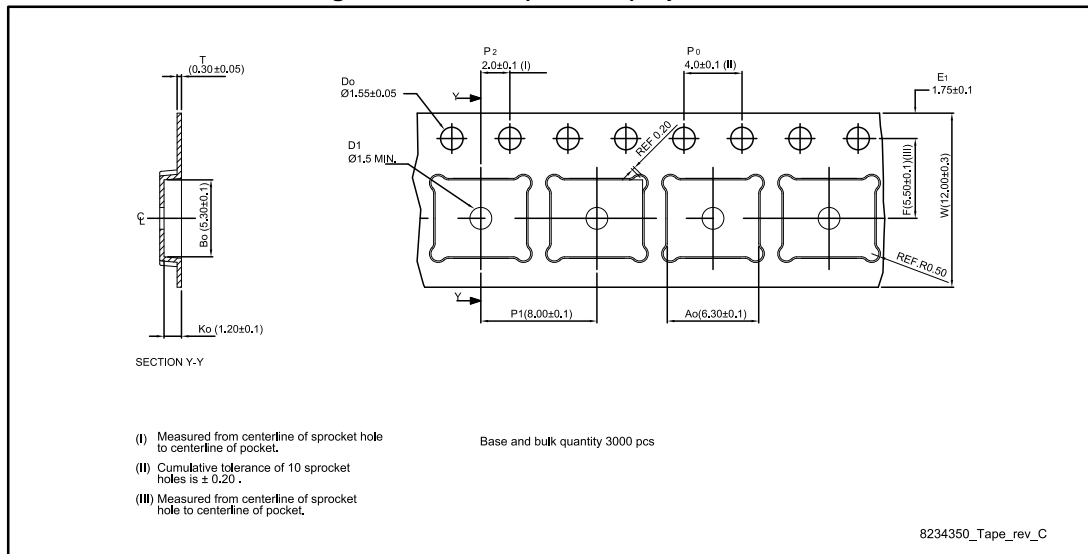 P2
2.0±0.1 (I)
P0
4.0±0.1 (II)
T
(0.30±0.05)
Do
Ø1.55±0.05
E1
1.75±0.1
Y
D1
Ø1.5 MIN.
REF 0.20
F(5.50±0.1)(III)
W(12.00±0.3)
Bo (5.30±0.1)
CL
REF.R0.50
Y
P1(8.00±0.1)
Ao(6.30±0.1)
Ko (1.20±0.1)
SECTION Y-Y
(I) Measured from centerline of sprocket hole
to centerline of pocket.
Base and bulk quantity 3000 pcs
(II) Cumulative tolerance of 10 sprocket
holes is ± 0.20 .
(III) Measured from centerline of sprocket
hole to centerline of pocket.
8234350_Tape_rev_C